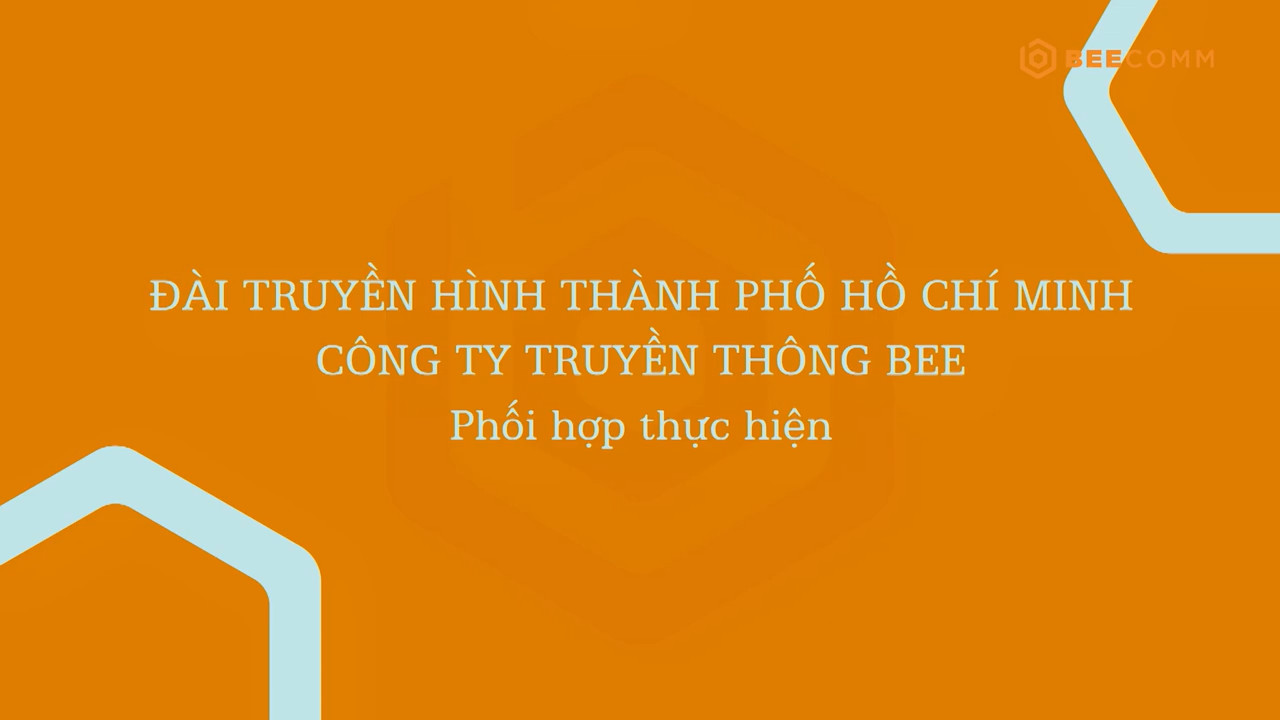 BEECOMM
ĐÀI TRUYỀN HÌNH THÀNH PHỐ HỒ CHÍ MINH
CÔNG TY TRUYỀN THÔNG BEE
Phối hợp thực hiện